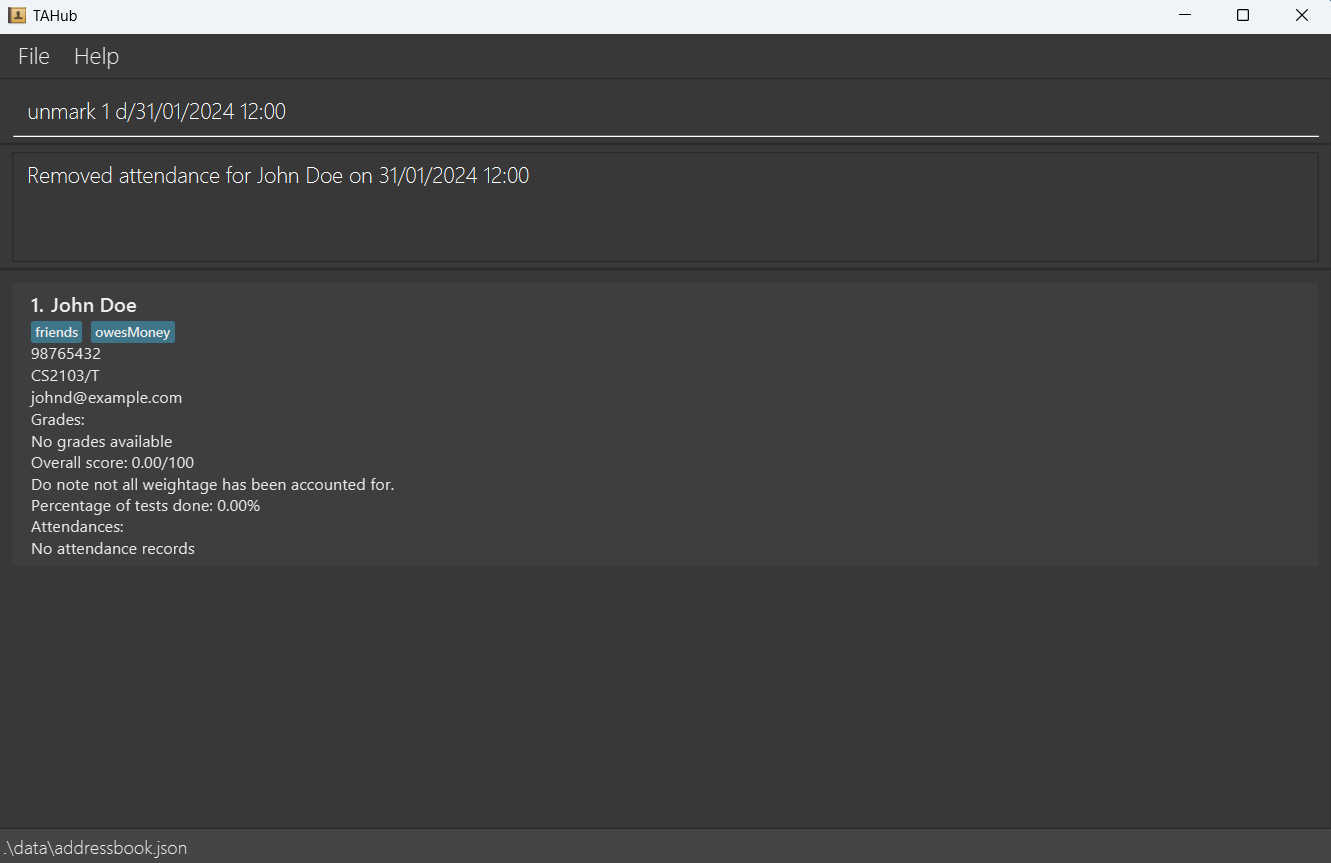 TAHub
File Help
unmark 1 d/31/01/2024 12:00
Removed attendance for John Doe on 31/01/2024 12:00
1. John Doe
friends owesMoney
98765432
CS2103/T
johnd@example.com
Grades:
No grades available
Overall score: 0.00/100
Do note not all weightage has been accounted for.
Percentage of tests done: 0.00%
Attendances:
No attendance records
.\data\addressbook.json